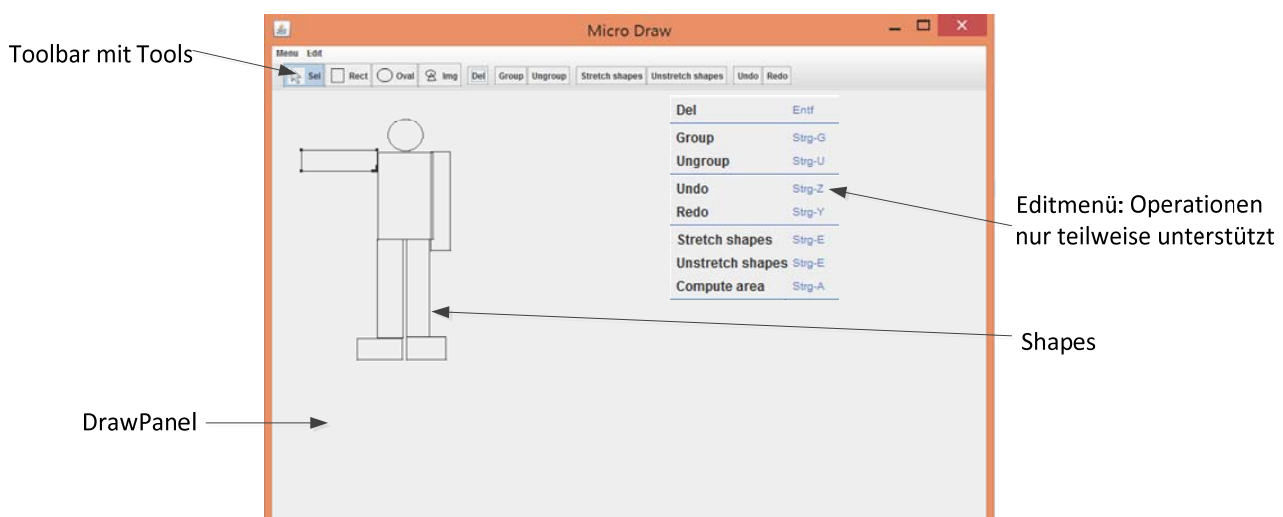 Micro Draw
Toolbar mit Tools
Menu Edit
Sel Rect Oval Img Del Group Ungroup Stretch shapes Unstretch shapes Undo Redo
Del Entf
Group Strg-G
Ungroup Strg-U
Undo Strg-Z
Redo Strg-Y
Stretch shapes Strg-E
Unstretch shapes Strg-E
Compute area Strg-A
Editmenü: Operationen
nur teilweise unterstützt
Shapes
DrawPanel